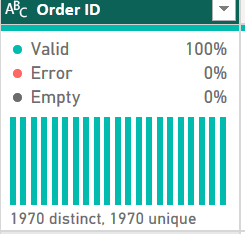 ABC Order ID
Valid 100%
Error 0%
Empty 0%
1970 distinct, 1970 unique